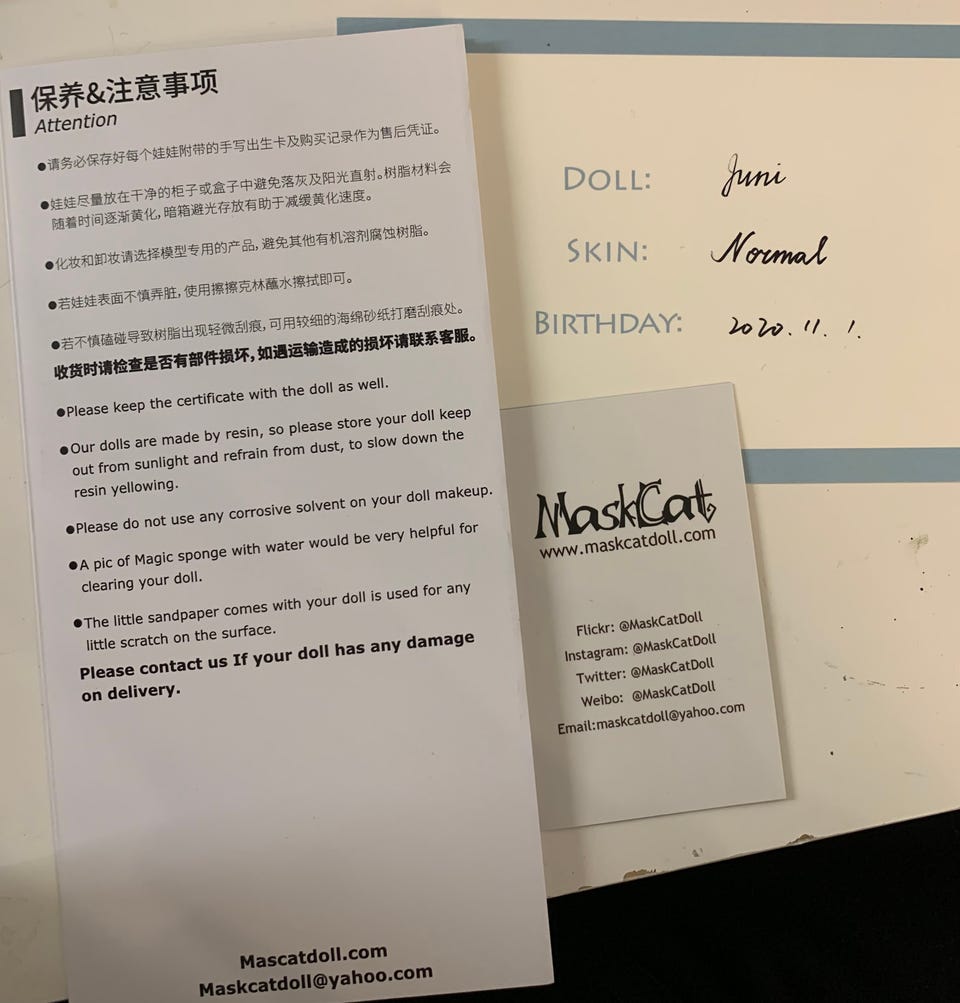 保养&注意事项
Attention
●请务必保存好每个娃娃附带的手写出生卡及购买记录作为售后凭证。
●娃娃尽量放在干净的柜子或盒子中避免落灰及阳光直射。树脂材料会
随着时间逐渐黄化，暗箱避光存放有助于减缓黄化速度。
●化妆和卸妆请选择模型专用的产品，避免其他有机溶剂腐蚀树脂。
●若娃娃表面不慎弄脏，使用擦擦克林蘸水擦拭即可。
●若不慎磕碰导致树脂出现轻微刮痕，可用较细的海绵砂纸打磨刮痕处。
收货时请检查是否有部件损坏，如遇运输造成的损坏请联系客服。
●Please keep the certificate with the doll as well.
●Our dolls are made by resin, so please store your doll keep
out from sunlight and refrain from dust, to slow down the
resin yellowing.
●Please do not use any corrosive solvent on your doll makeup.
●A pic of Magic sponge with water would be very helpful for
clearing your doll.
●The little sandpaper comes with your doll is used for any
little scratch on the surface.
Please contact us If your doll has any damage
on delivery.
Mascatdoll.com
Maskcatdoll@yahoo.com
DOLL: Juni
SKIN: Normal
BIRTHDAY: 2020.11.1.
MaskCat
www.maskcatdoll.com
Flickr: @MaskCatDoll
Instagram: @MaskCatDoll
Twitter: @MaskCatDoll
Weibo: @MaskCatDoll
Email:maskcatdoll@yahoo.com